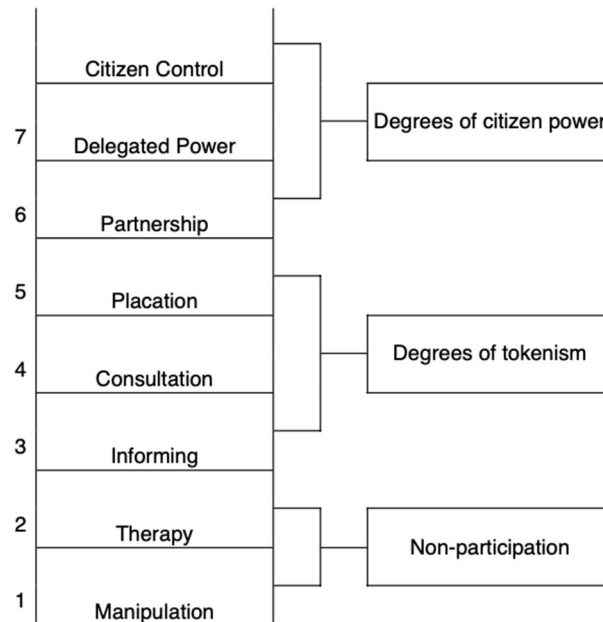 Citizen Control
7 Delegated Power
6 Partnership
5 Placation
4 Consultation
3 Informing
2 Therapy
1 Manipulation
Degrees of citizen power
Degrees of tokenism
Non-participation